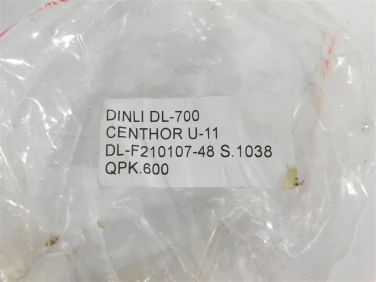 DINLI DL-700
CENTHOR U-11
DL-F210107-48 S.1038
QPK.600